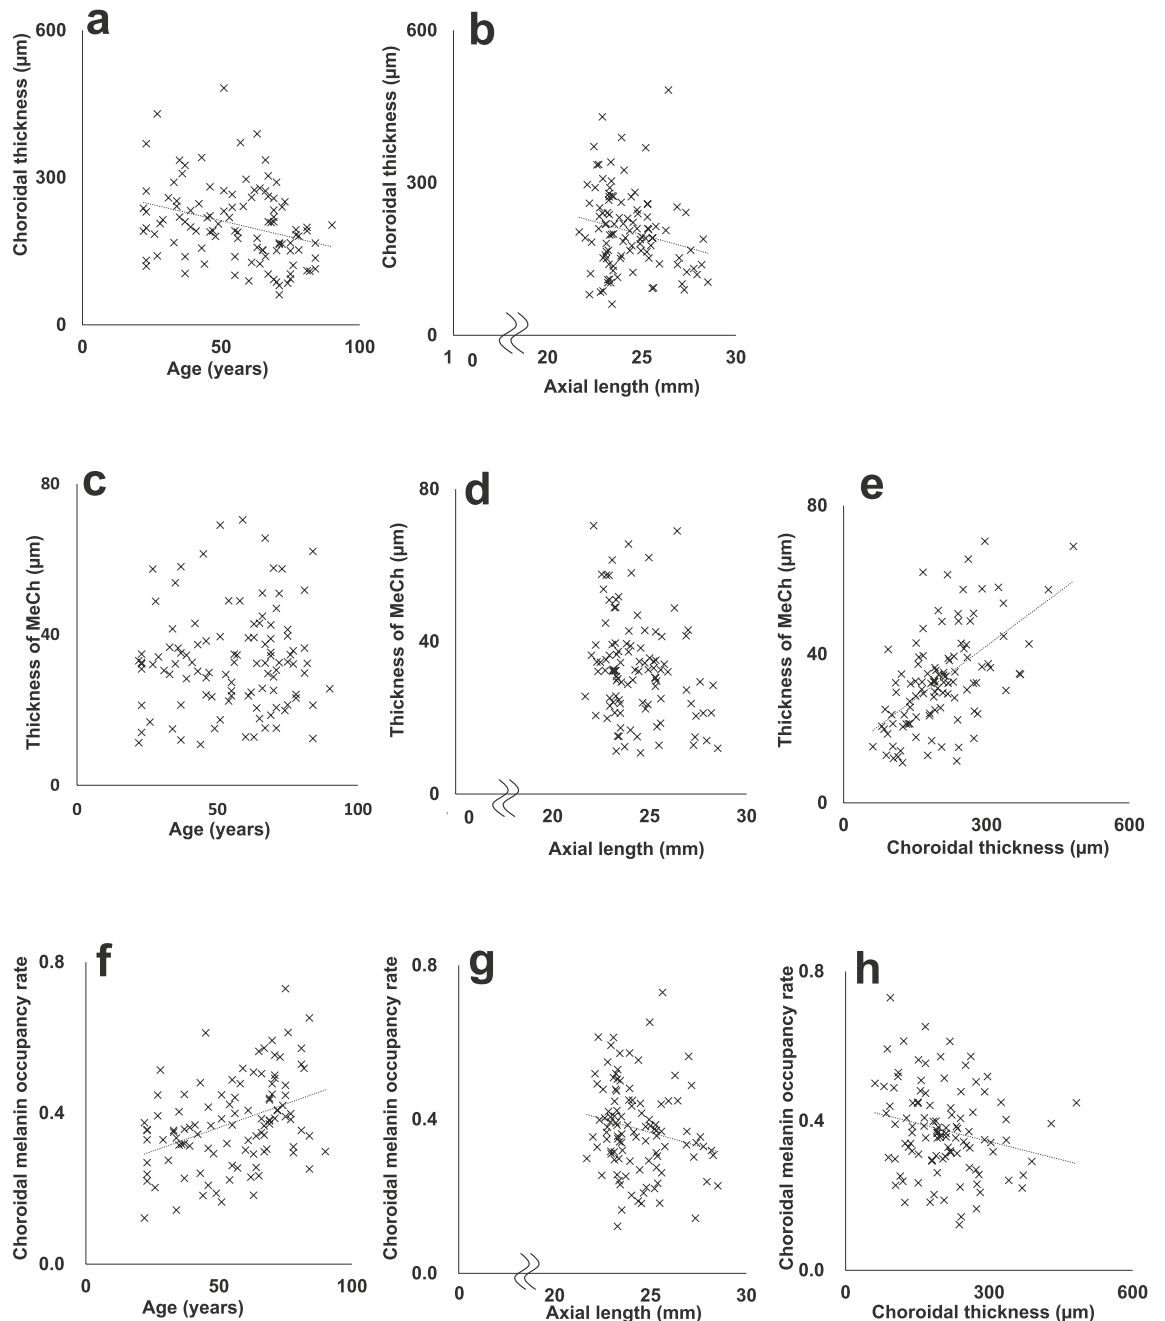 a
600
300
0
0 50 100
Age (years)
Choroidal thickness (μm)
b
600
300
0
1 0 20 25 30
Axial length (mm)
Choroidal thickness (μm)
c
80
40
0
0 50 100
Age (years)
Thickness of MeCh (μm)
d
80
40
0
0 20 25 30
Axial length (mm)
Thickness of MeCh (μm)
e
80
40
0
0 300 600
Choroidal thickness (μm)
Thickness of MeCh (μm)
f
0.8
0.4
0.0
0 50 100
Age (years)
Choroidal melanin occupancy rate
g
0.8
0.4
0.0
0 20 25 30
Axial length (mm)
Choroidal melanin occupancy rate
h
0.8
0.4
0.0
0 300 600
Choroidal thickness (μm)
Choroidal melanin occupancy rate